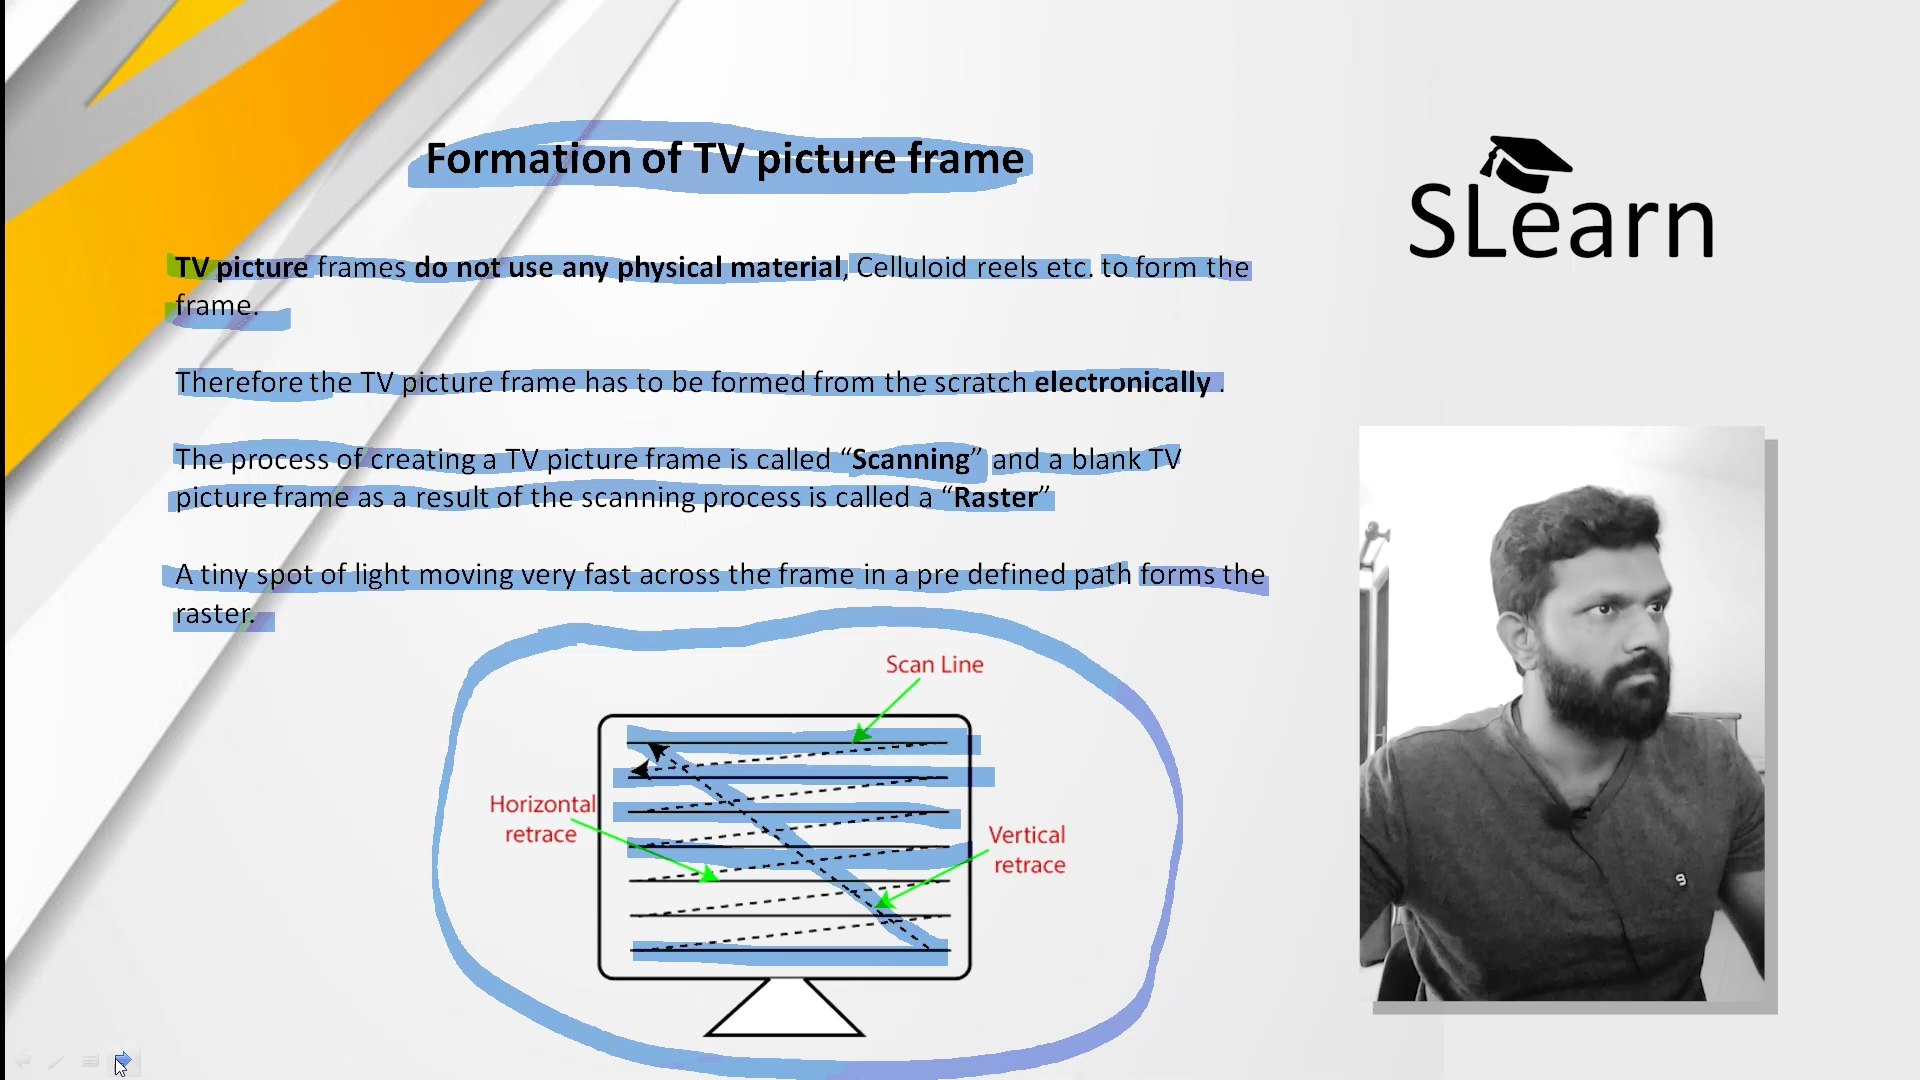 Formation of TV picture frame
SLearn
TV picture frames do not use any physical material, Celluloid reels etc. to form the
frame.
Therefore the TV picture frame has to be formed from the scratch electronically .
The process of creating a TV picture frame is called “Scanning” and a blank TV
picture frame as a result of the scanning process is called a “Raster”
A tiny spot of light moving very fast across the frame in a pre defined path forms the
raster.
Scan Line
Horizontal
retrace
Vertical
retrace